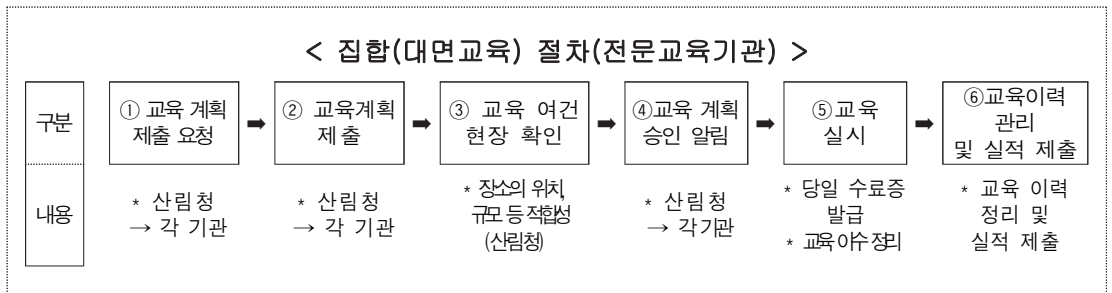 < 집합(대면교육) 절차(전문교육기관) >
구분
① 교육 계획
제출 요청
➡
② 교육계획
제출
➡
③ 교육 여건
현장 확인
➡
④교육 계획
승인 알림
➡
⑤교육
실시
➡
⑥교육이력
관리
및 실적 제출
내용
* 산림청
→ 각 기관
* 산림청
→ 각 기관
* 장소의 위치,
규모 등 적합성
(산림청)
* 산림청
→ 각기관
* 당일 수료증
발급
* 교육이수 정리
* 교육 이력
정리 및
실적 제출